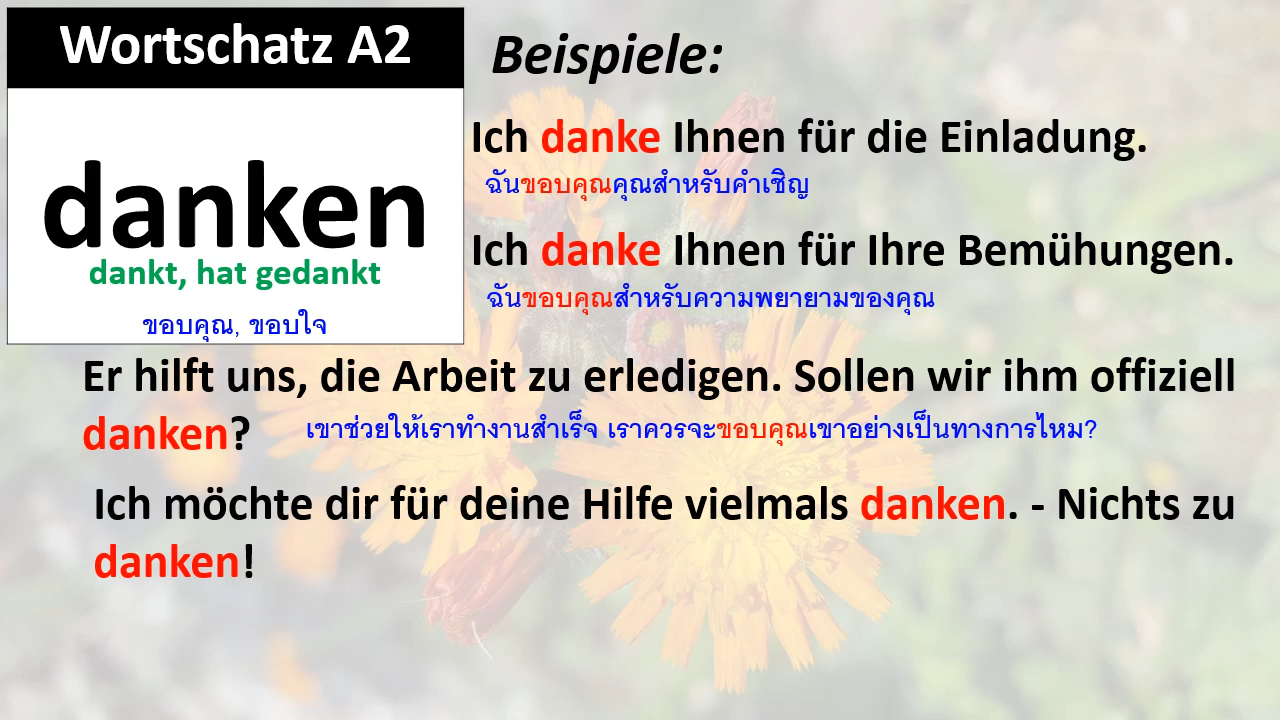 Wortschatz A2
danken
dankt, hat gedankt
ขอบคุณ, ขอบใจ
Beispiele:
Ich danke Ihnen für die Einladung.
ฉันขอบคุณคุณสำหรับคำเชิญ
Ich danke Ihnen für Ihre Bemühungen.
ฉันขอบคุณสำหรับความพยายามของคุณ
Er hilft uns, die Arbeit zu erledigen. Sollen wir ihm offiziell
danken?
เขาช่วยให้เราทำงานสำเร็จ เราควรจะขอบคุณเขาอย่างเป็นทางการไหม?
Ich möchte dir für deine Hilfe vielmals danken. - Nichts zu
danken!